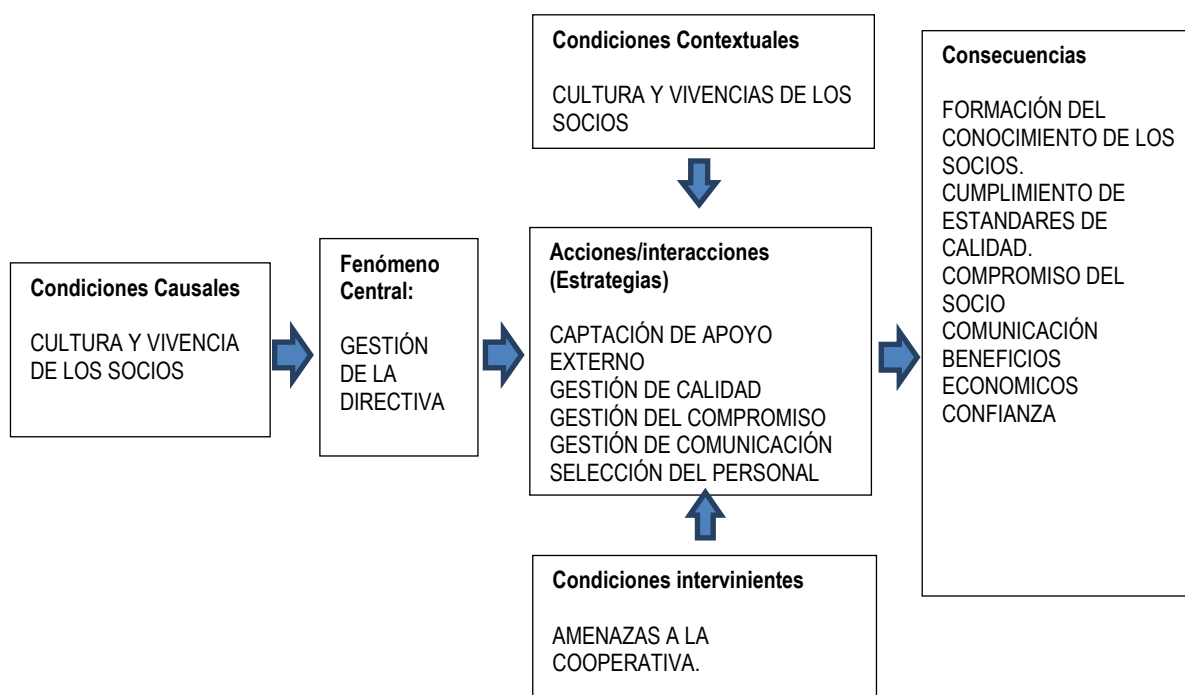 Condiciones Contextuales
CULTURA Y VIVENCIAS DE LOS
SOCIOS
Consecuencias
FORMACIÓN DEL
CONOCIMIENTO DE LOS
SOCIOS.
CUMPLIMIENTO DE
ESTANDARES DE
CALIDAD.
COMPROMISO DEL
SOCIO
COMUNICACIÓN
BENEFICIOS
ECONOMICOS
CONFIANZA
Condiciones Causales
CULTURA Y VIVENCIA
DE LOS SOCIOS
Fenómeno
Central:
GESTIÓN
DE LA
DIRECTIVA
Acciones/interacciones
(Estrategias)
CAPTACIÓN DE APOYO
EXTERNO
GESTIÓN DE CALIDAD
GESTIÓN DEL COMPROMISO
GESTIÓN DE COMUNICACIÓN
SELECCIÓN DEL PERSONAL
Condiciones intervinientes
AMENAZAS A LA
COOPERATIVA.